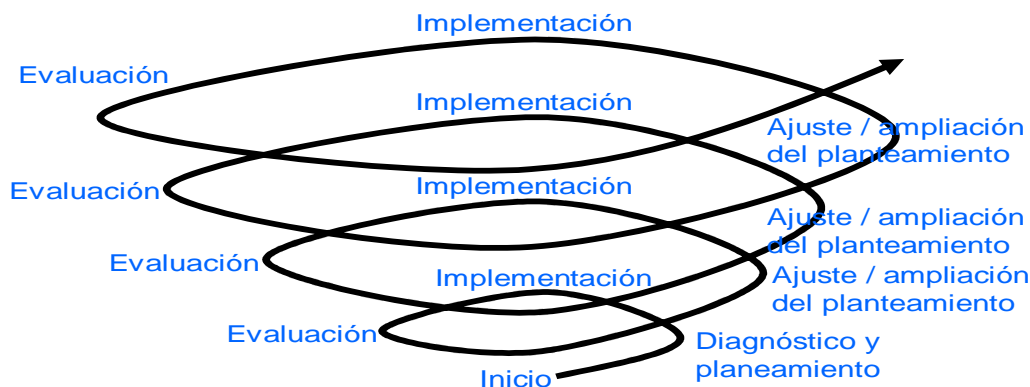 Implementación
Evaluación
Implementación
Ajuste / ampliación
del planteamiento
Evaluación
Implementación
Ajuste / ampliación
del planteamiento
Evaluación
Implementación
Ajuste / ampliación
del planteamiento
Evaluación
Diagnóstico y
planeamiento
Inicio